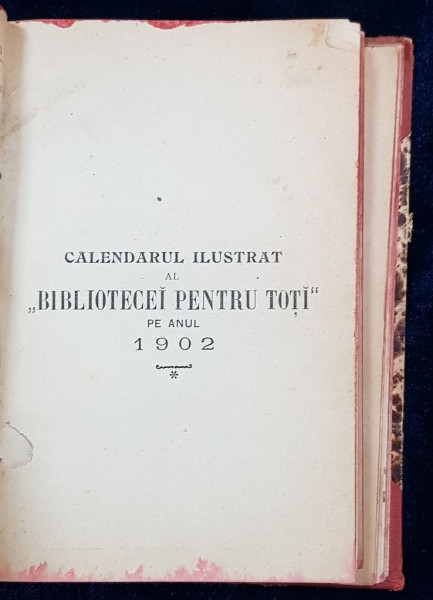 CALENDARUL ILUSTRAT
AL
„BIBLIOTECEĬ PENTRU TOȚĬ“
PE ANUL
1902